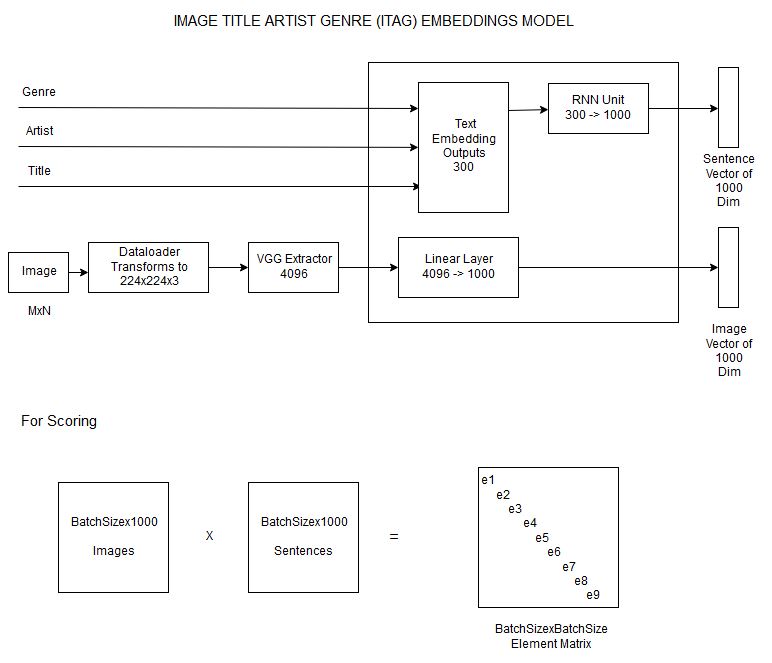 IMAGE TITLE ARTIST GENRE (ITAG) EMBEDDINGS MODEL
Genre
Artist
Title
Text
Embedding
Outputs
300
RNN Unit
300 -> 1000
Sentence
Vector of
1000
Dim
Image
MxN
Dataloader
Transforms to
224x224x3
VGG Extractor
4096
Linear Layer
4096 -> 1000
Image
Vector of
1000
Dim
For Scoring
BatchSizex1000
Images
X
BatchSizex1000
Sentences
=
e1
e2
e3
e4
e5
e6
e7
e8
e9
BatchSizexBatchSize
Element Matrix